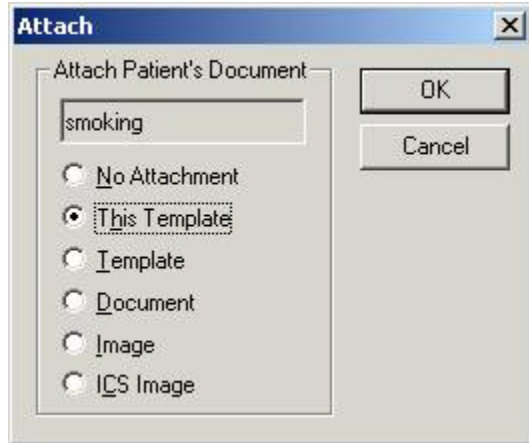 Attach
Attach Patient's Document
smoking
No Attachment
This Template
Template
Document
Image
ICS Image
OK
Cancel